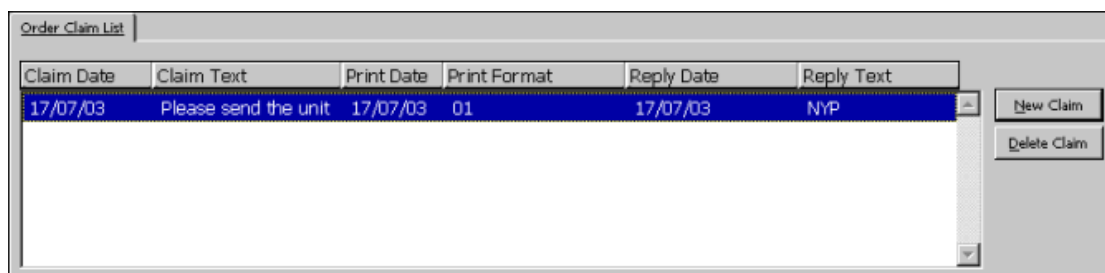 Order Claim List
Claim Date Claim Text Print Date Print Format Reply Date Reply Text
17/07/03 Please send the unit 17/07/03 01 17/07/03 NYP
New Claim
Delete Claim